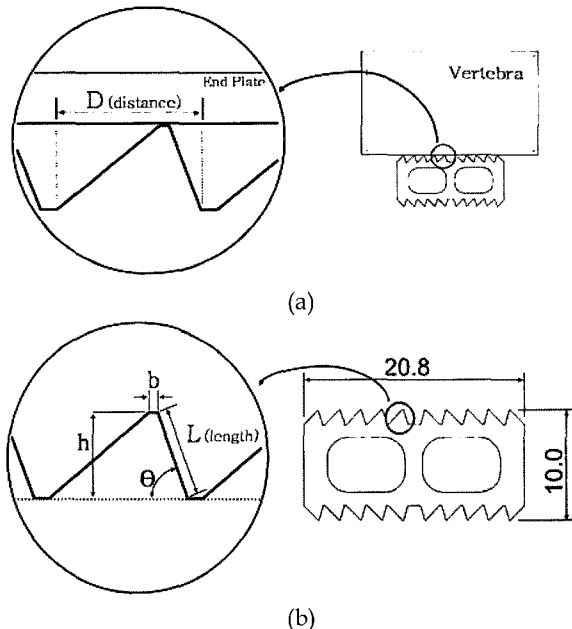 End Plate
D (distance)
Vertebra
(a)
b
h
L (length)
θ
20.8
10.0
(b)